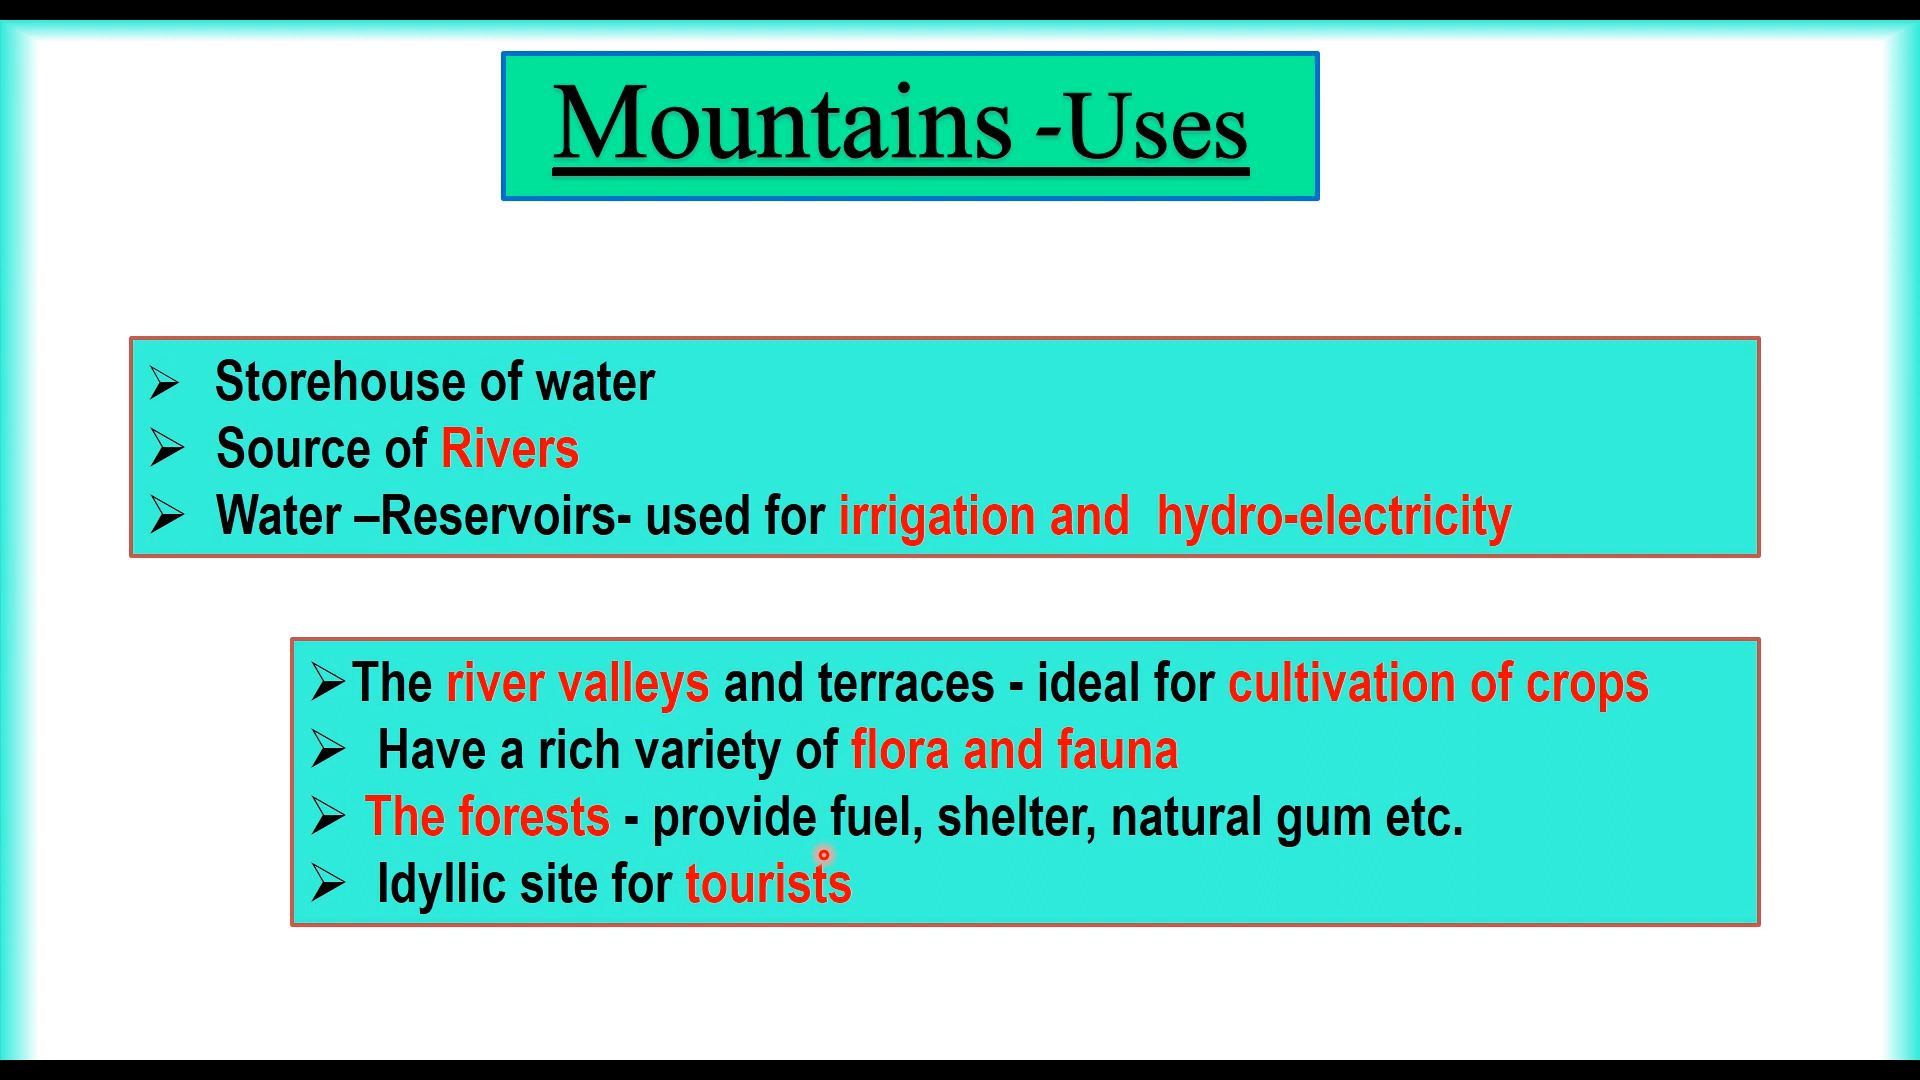 Mountains -Uses
Storehouse of water
Source of Rivers
Water –Reservoirs- used for irrigation and  hydro-electricity
The river valleys and terraces - ideal for cultivation of crops
Have a rich variety of flora and fauna
The forests - provide fuel, shelter, natural gum etc.
Idyllic site for tourists